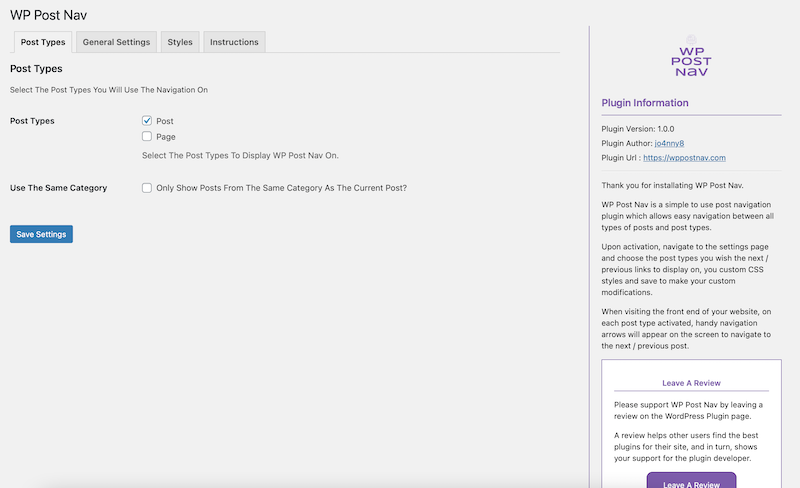 WP Post Nav
Post Types
General Settings
Styles
Instructions
Post Types
Select The Post Types You Will Use The Navigation On
Post Types
Post
Page
Select The Post Types To Display WP Post Nav On.
Use The Same Category
Only Show Posts From The Same Category As The Current Post?
Save Settings
WP
POST
NAV
Plugin Information
Plugin Version: 1.0.0
Plugin Author: jo4nny8
Plugin Url : https://wppostnav.com
Thank you for installating WP Post Nav.
WP Post Nav is a simple to use post navigation
plugin which allows easy navigation between all
types of posts and post types.
Upon activation, navigate to the settings page
and choose the post types you wish the next /
previous links to display on, you custom CSS
styles and save to make your custom
modifications.
When visiting the front end of your website, on
each post type activated, handy navigation
arrows will appear on the screen to navigate to
the next / previous post.
Leave A Review
Please support WP Post Nav by leaving a
review on the WordPress Plugin page.
A review helps other users find the best
plugins for their site, and in turn, shows
your support for the plugin developer.
Leave A Review